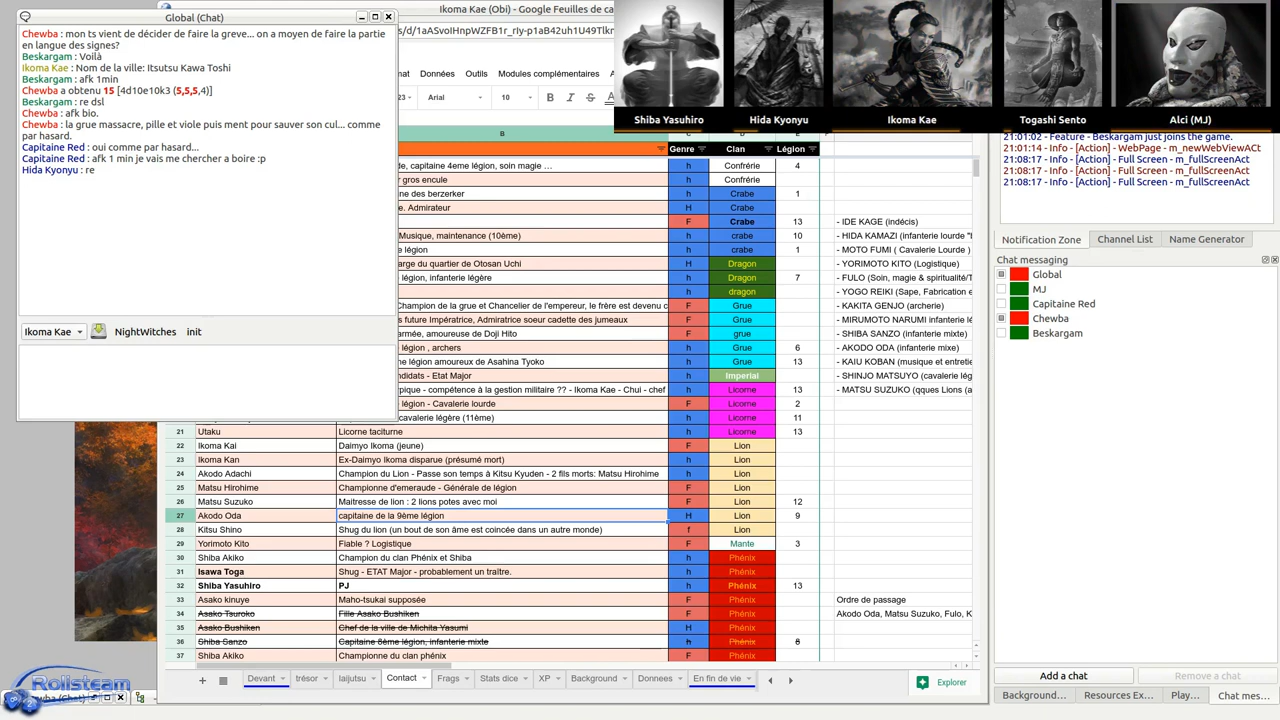 Global (Chat)
Chewba : mon ts vient de décider de faire la greve... on a moyen de faire la partie
en langue des signes?
Beskargam : Voilà
Ikoma Kae : Nom de la ville: Itsutsu Kawa Toshi
Beskargam : afk 1min
Chewba a obtenu 15 [4d10e10k3 (5,5,5,4)]
Beskargam : re dsl
Chewba : afk bio.
Chewba : la grue massacre, pille et viole puis ment pour sauver son cul... comme
par hasard.
Capitaine Red : oui comme par hasard...
Capitaine Red : afk 1 min je vais me chercher a boire :p
Hida Kyonyu : re
Ikoma Kae
NightWitches
init
Ikoma Kae (Obi) - Google Feuilles de ca
s/d/1aASvoIHnpWZFB1r_rIy-p1aB42uh1U49Tlkn
mat Données Outils Modules complémentaires
Arial 10 B I S A
Shiba Yasuhiro
Hida Kyonyu
Ikoma Kae
Togashi Sento
Alci (MJ)
21:01:02 - Feature - Beskargam just joins the game.
21:01:14 - Info - [Action] - WebPage - m_newWebViewACt
21:08:17 - Info - [Action] - Full Screen - m_fullScreenAct
21:08:17 - Info - [Action] - Full Screen - m_fullScreenAct
21:08:17 - Info - [Action] - Full Screen - m_fullScreenAct
Notification Zone Channel List Name Generator
Chat messaging
Global
MJ
Capitaine Red
Chewba
Beskargam
Add a chat
Remove a chat
Background... Resources Ex... Play... Chat mes...
B
Genre Clan Légion
de, capitaine 4eme légion, soin magie ... h Confrérie 4
r gros encule h Confrérie
ne des berzerker h Crabe 1
e. Admirateur H Crabe
F Crabe 13 - IDE KAGE (indécis)
Musique, maintenance (10ème) h crabe 10 - HIDA KAMAZI (infanterie lourde "I
e légion h crabe 1 - MOTO FUMI ( Cavalerie Lourde )
arge du quartier de Otosan Uchi H Dragon - YORIMOTO KITO (Logistique)
légion, infanterie légère h Dragon 7 - FULO (Soin, magie & spiritualité/T
h dragon - YOGO REIKI (Sape, Fabrication e
Champion de la grue et Chancelier de l'empereur, le frère est devenu c F Grue - KAKITA GENJO (archerie)
s future Impératrice, Admiratrice soeur cadette des jumeaux F Grue - MIRUMOTO NARUMI infanterie lé
armée, amoureuse de Doji Hito F grue - SHIBA SANZO (infanterie mixte)
légion , archers h Grue 6 - AKODO ODA (infanterie mixe)
ne légion amoureux de Asahina Tyoko h Grue 13 - KAIU KOBAN (musique et entretie
andidats - Etat Major h Imperial - SHINJO MATSUYO (cavalerie lég
ypique - compétence à la gestion militaire ?? - Ikoma Kae - Chui - chef h Licorne 13 - MATSU SUZUKO (qques Lions (a
légion - Cavalerie lourde F Licorne 2
cavalerie légère (11ème) h Licorne 11
21 Utaku Licorne taciturne h Licorne 13
22 Ikoma Kal Daimyo Ikoma (jeune) F Lion
23 Ikoma Kan Ex-Daimyo Ikoma disparue (présumé mort) h Lion
24 Akodo Adachi Champion du Lion - Passe son temps à Kitsu Kyuden - 2 fils morts: Matsu Hirohime h Lion
25 Matsu Hirohime Championne d'emeraude - Générale de légion F Lion
26 Matsu Suzuko Maitresse de lion : 2 lions potes avec moi F Lion 12
27 Akodo Oda capitaine de la 9ème légion H Lion 9
28 Kitsu Shino Shug du lion (un bout de son âme est coincée dans un autre monde) f Lion
29 Yorimoto Kito Fiable ? Logistique F Mante 3
30 Shiba Akiko Champion du clan Phénix et Shiba h Phénix
31 Isawa Toga Shug - ETAT Major - probablement un traître. h Phénix
32 Shiba Yasuhiro PJ h Phénix 13
33 Asako kinuye Maho-tsukai supposée F Phénix Ordre de passage
34 Asako Tsuroko Fille Asako Bushiken F Phénix Akodo Oda, Matsu Suzuko, Fulo, K
35 Asako Bushiken Chef de la ville de Michita Yasumi H Phénix
36 Shiba Sanzo Capitaine 8ème légion, infanterie mixte h Phénix 8
37 Shiba Akiko Championne du clan phénix F Phénix
Devant trésor Iaijutsu Contact Frags Stats dice XP Background Donnees En fin de vie
Explorer
Rolisteam
ewba (Chat)